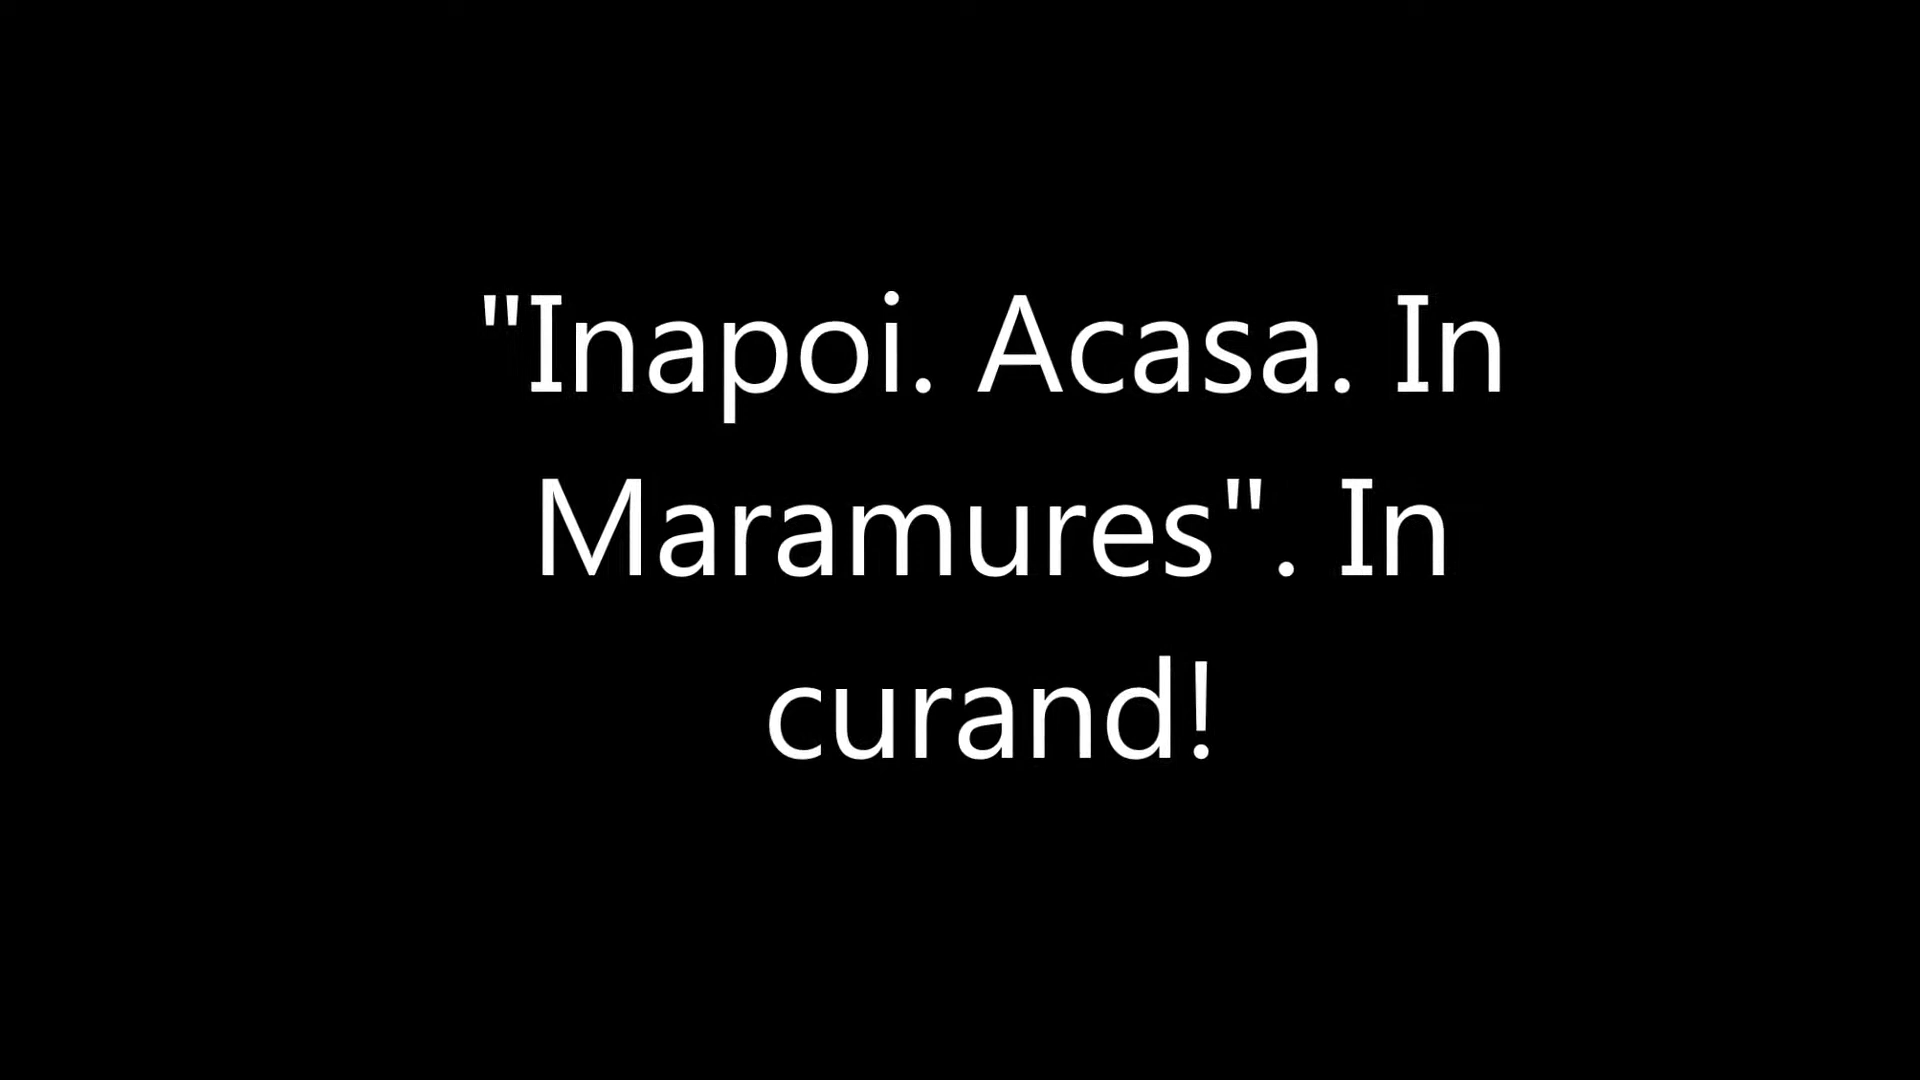 "Inapoi. Acasa. In
Maramures". In
curand!